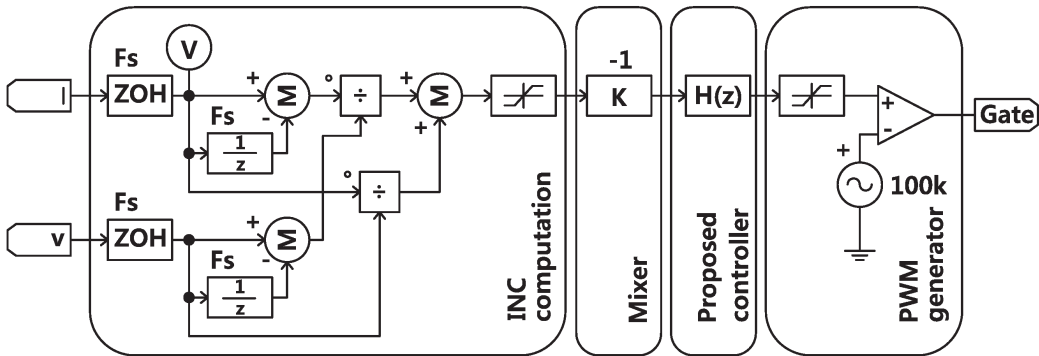 Fs
V
-1
I
ZOH
+
M
-
÷
+
M
+
K
H(z)
+
-
Gate
Fs
1
z
÷
+
100k
Fs
v
ZOH
+
M
-
Fs
1
z
INC
computation
Mixer
Proposed
controller
PWM
generator